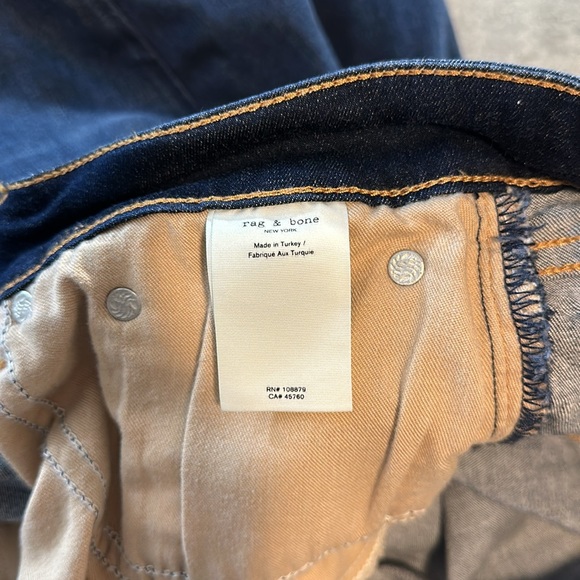 rag & bone
NEW YORK
Made in Turkey /
Fabriqué Aux Turquie
RN# 108879
CA# 45760